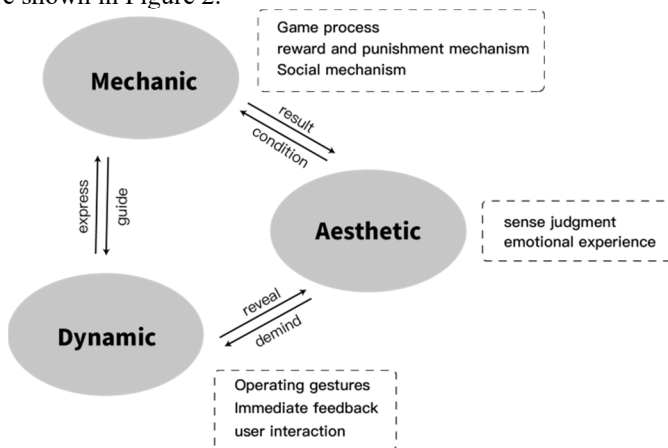 re shown in Figure 2.
Game process
reward and punishment mechanism
Social mechanism
Mechanic
result
condition
express
guide
Aesthetic
sense judgment
emotional experience
reveal
demind
Dynamic
Operating gestures
Immediate feedback
user interaction